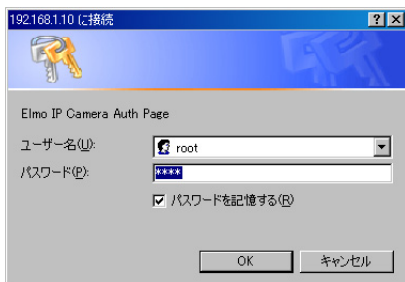 192.168.1.10 に接続
Elmo IP Camera Auth Page
ユーザー名(U):
root
パスワード(P):
****
パスワードを記憶する(R)
OK
キャンセル